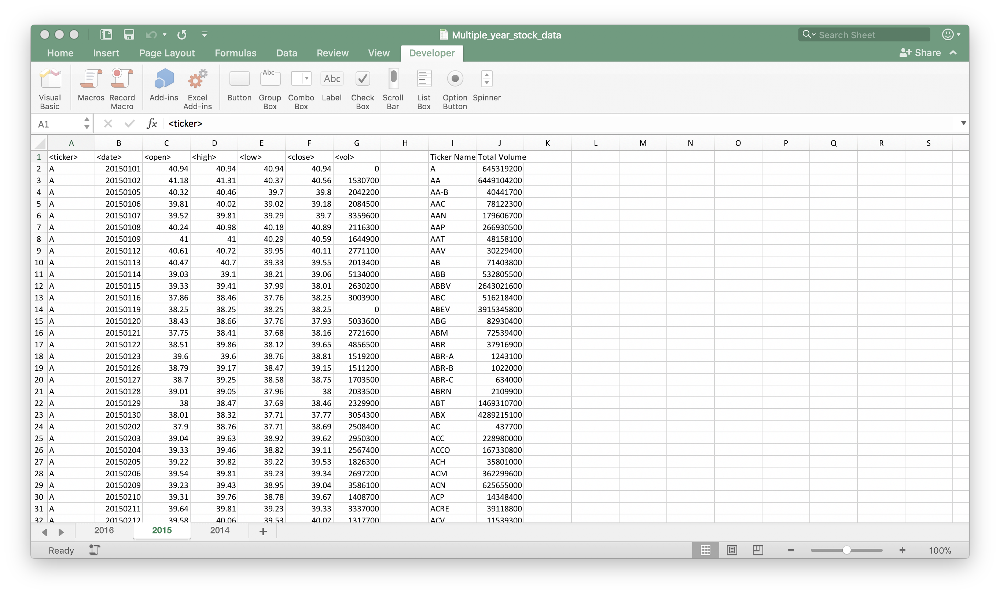 Multiple_year_stock_data
Search Sheet
Home Insert Page Layout Formulas Data Review View Developer Share
Visual Basic Macros Record Macro Add-ins Excel Add-ins Button Abc Group Box Combo Box Abc Label Check Box Scroll Bar List Box Option Button Spinner
A1 fx <ticker>
A B C D E F G H I J K L M N O P Q R S
1 <ticker> <date> <open> <high> <low> <close> <vol> Ticker Name Total Volume
2 A 20150101 40.94 40.94 40.94 40.94 0 A 645319200
3 A 20150102 41.18 41.31 40.37 40.56 1530700 AA 6449104200
4 A 20150105 40.32 40.46 39.7 39.8 2042200 AA-B 40441700
5 A 20150106 39.81 40.02 39.02 39.18 2084500 AAC 78122300
6 A 20150107 39.52 39.81 39.29 39.7 3359600 AAN 179606700
7 A 20150108 40.24 40.98 40.18 40.89 2116300 AAP 266930500
8 A 20150109 41 41 40.29 40.59 1644900 AAT 48158100
9 A 20150112 40.61 40.72 39.95 40.11 2771100 AAV 30229400
10 A 20150113 40.47 40.7 39.33 39.55 2013400 AB 71403800
11 A 20150114 39.03 39.1 38.21 39.06 5134000 ABB 532805500
12 A 20150115 39.33 39.41 37.99 38.01 2630200 ABBV 2643021600
13 A 20150116 37.86 38.46 37.76 38.25 3003900 ABC 516218400
14 A 20150119 38.25 38.25 38.25 38.25 0 ABEV 3915345800
15 A 20150120 38.43 38.66 37.76 37.93 5033600 ABG 82930400
16 A 20150121 37.75 38.41 37.68 38.16 2721600 ABM 72539400
17 A 20150122 38.51 39.86 38.12 39.65 4856500 ABR 37916900
18 A 20150123 39.6 39.6 38.76 38.81 1519200 ABR-A 1243100
19 A 20150126 38.79 39.17 38.47 39.15 1511200 ABR-B 1022000
20 A 20150127 38.7 39.25 38.58 38.75 1703500 ABR-C 634000
21 A 20150128 39.01 39.05 37.96 38 2033500 ABRN 2109900
22 A 20150129 38 38.47 37.69 38.46 2329900 ABT 1469310700
23 A 20150130 38.01 38.32 37.71 37.77 3054300 ABX 4289215100
24 A 20150202 37.9 38.76 37.71 38.69 2508400 AC 437700
25 A 20150203 39.04 39.63 38.92 39.62 2950300 ACC 228980000
26 A 20150204 39.33 39.46 38.82 39.11 2567400 ACCO 167330800
27 A 20150205 39.22 39.82 39.22 39.53 1826300 ACH 35801000
28 A 20150206 39.54 39.81 39.23 39.34 2697200 ACM 362299600
29 A 20150209 39.23 39.43 38.95 39.04 3586100 ACN 625655000
30 A 20150210 39.31 39.76 38.78 39.67 1408700 ACP 14348400
31 A 20150211 39.64 39.81 39.23 39.33 3337000 ACRE 39118800
32 A 20150212 39.58 40.06 39.53 40.02 1317700 ACV 11539300
2016 2015 2014 +
Ready 100%